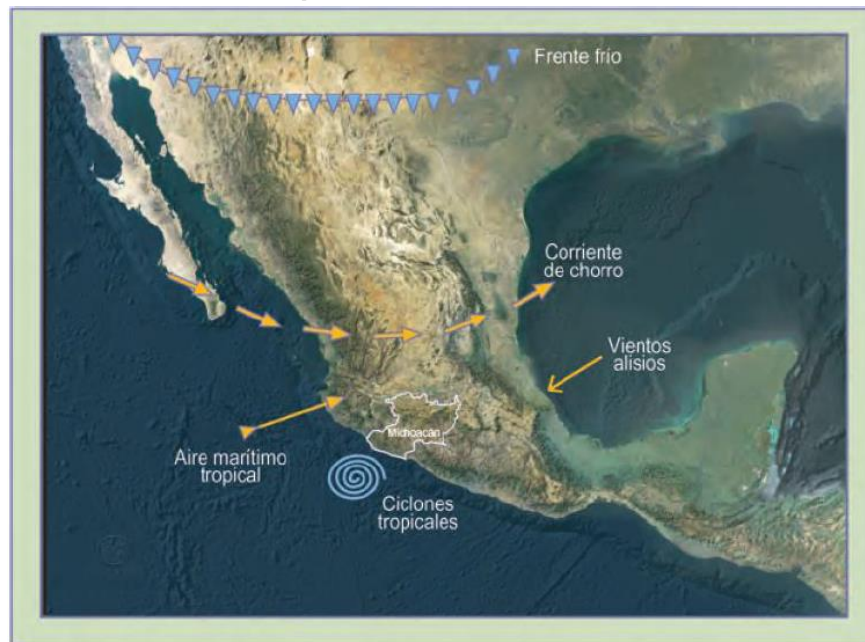 Frente frío
Corriente
de chorro
Vientos
alisios
Michoacán
Aire marítimo
tropical
Ciclones
tropicales